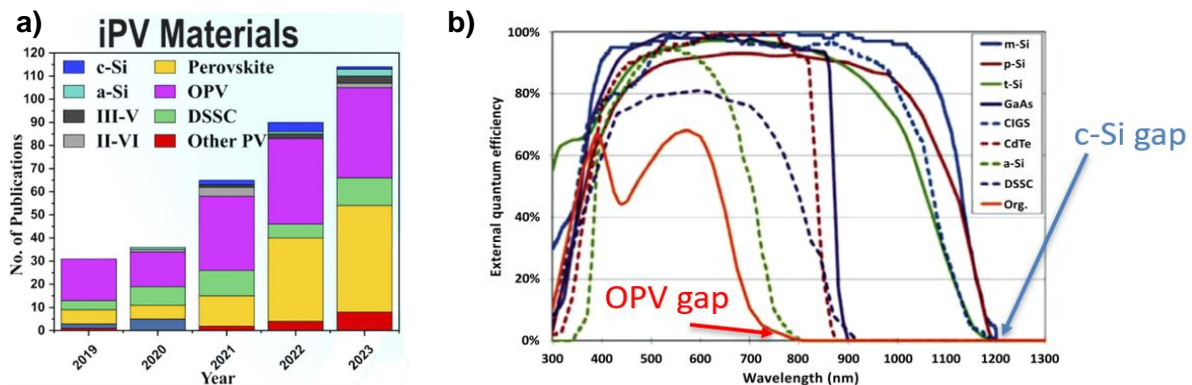 a)
iPV Materials
No. of Publications
120
110
100
90
80
70
60
50
40
30
20
10
0
c-Si
Perovskite
a-Si
OPV
III-V
DSSC
II-VI
Other PV
2019
2020
2021
2022
2023
Year
b)
External quantum efficiency
100%
80%
60%
40%
20%
0%
m-Si
p-Si
t-Si
GaAs
CIGS
CdTe
a-Si
DSSC
Org.
c-Si gap
OPV gap
300
400
500
600
700
800
900
1000
1100
1200
1300
Wavelength (nm)